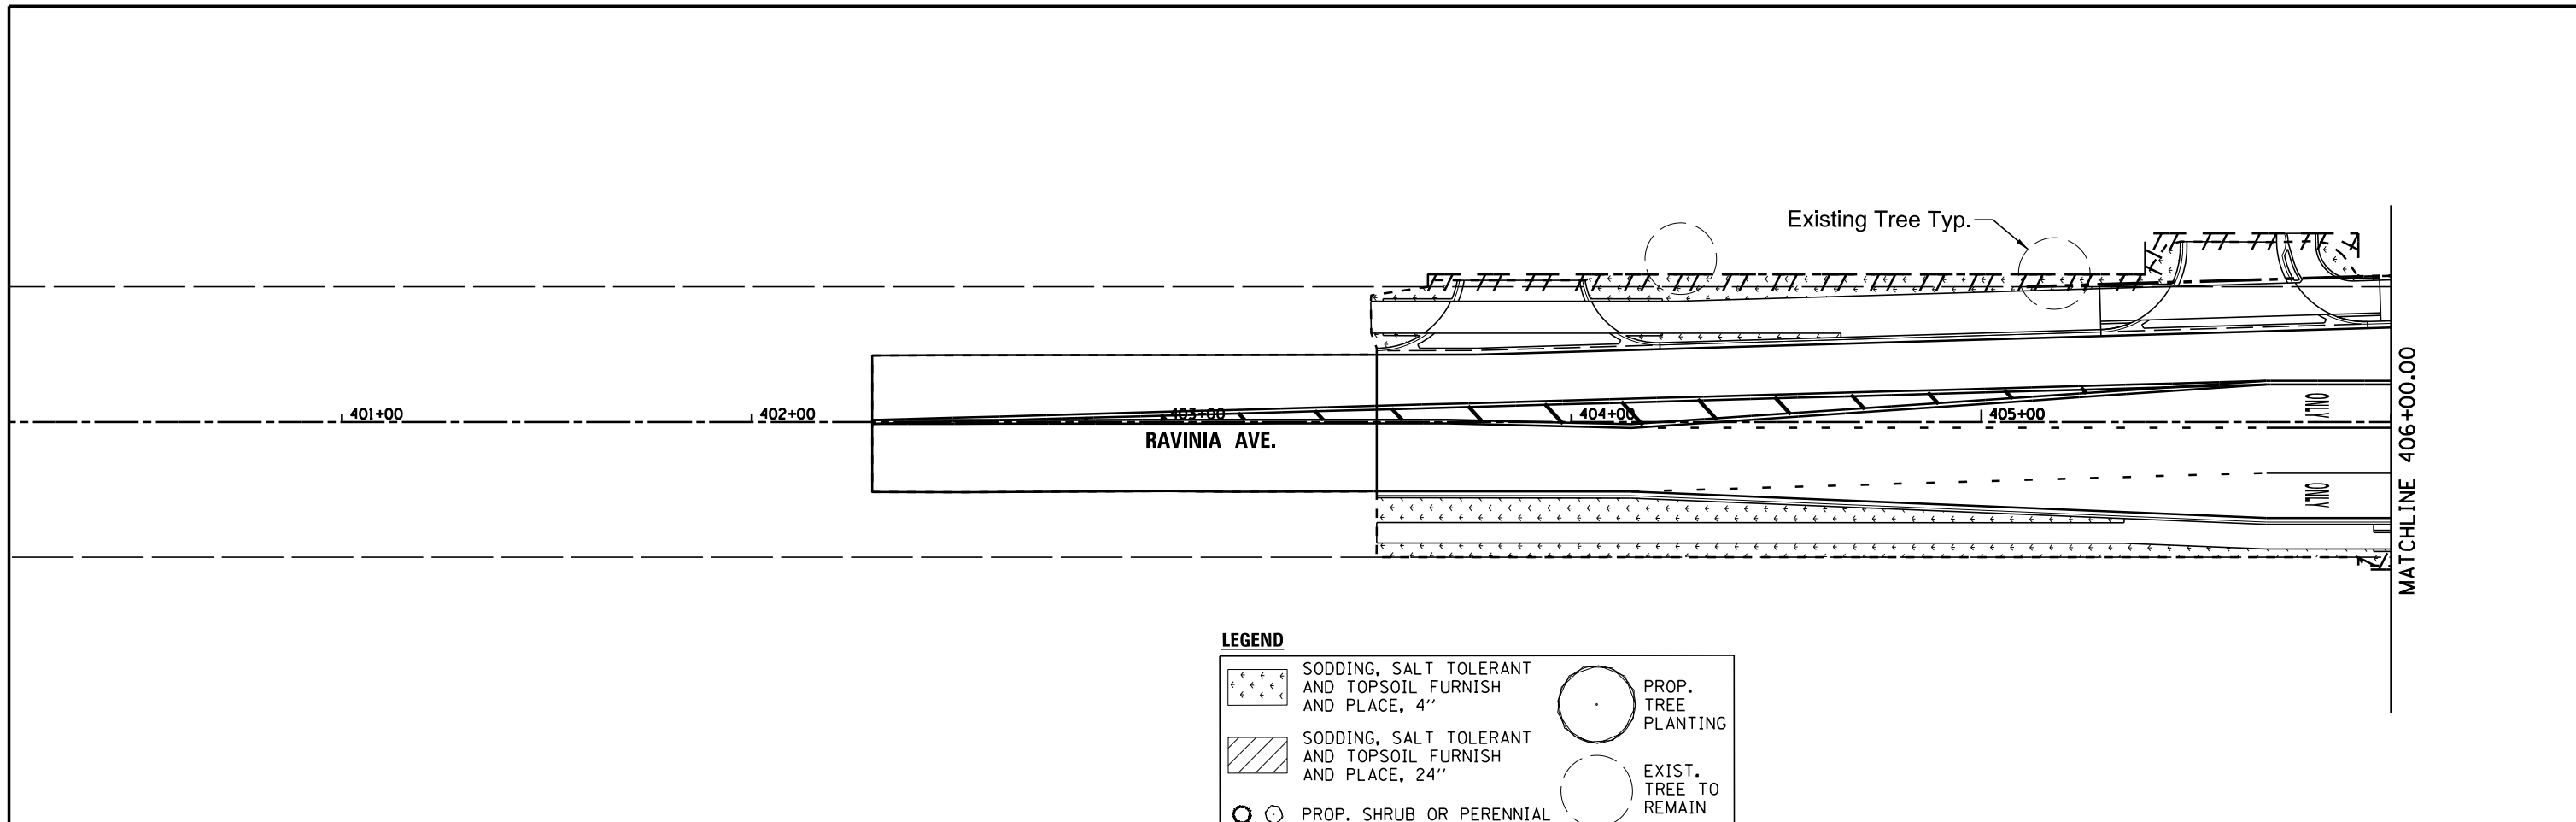 Existing Tree Typ.
401+00
402+00
403+00
404+00
405+00
RAVINIA AVE.
ONLY
ONLY
MATCHLINE 406+00.00
LEGEND
SODDING, SALT TOLERANT
AND TOPSOIL FURNISH
AND PLACE, 4''
SODDING, SALT TOLERANT
AND TOPSOIL FURNISH
AND PLACE, 24''
PROP. SHRUB OR PERENNIAL
PROP.
TREE
PLANTING
EXIST.
TREE TO
REMAIN